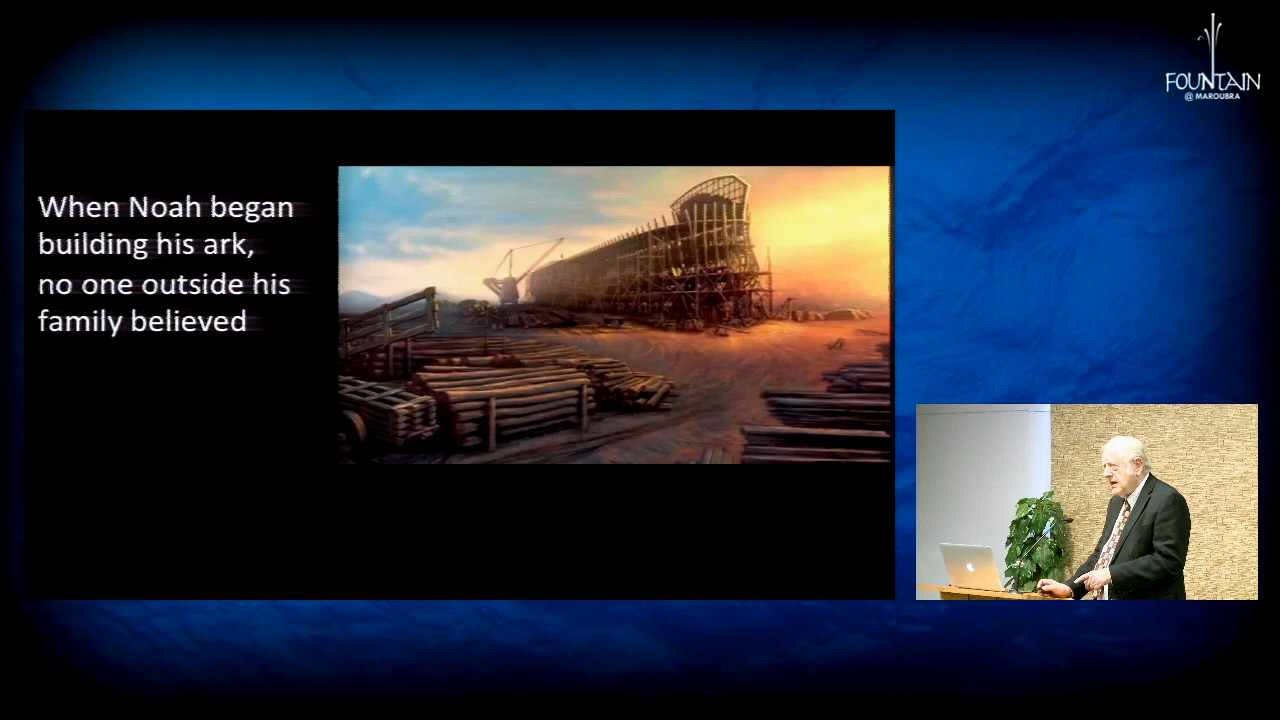 FOUNTAIN
@ MAROUBRA
When Noah began
building his ark,
no one outside his
family believed